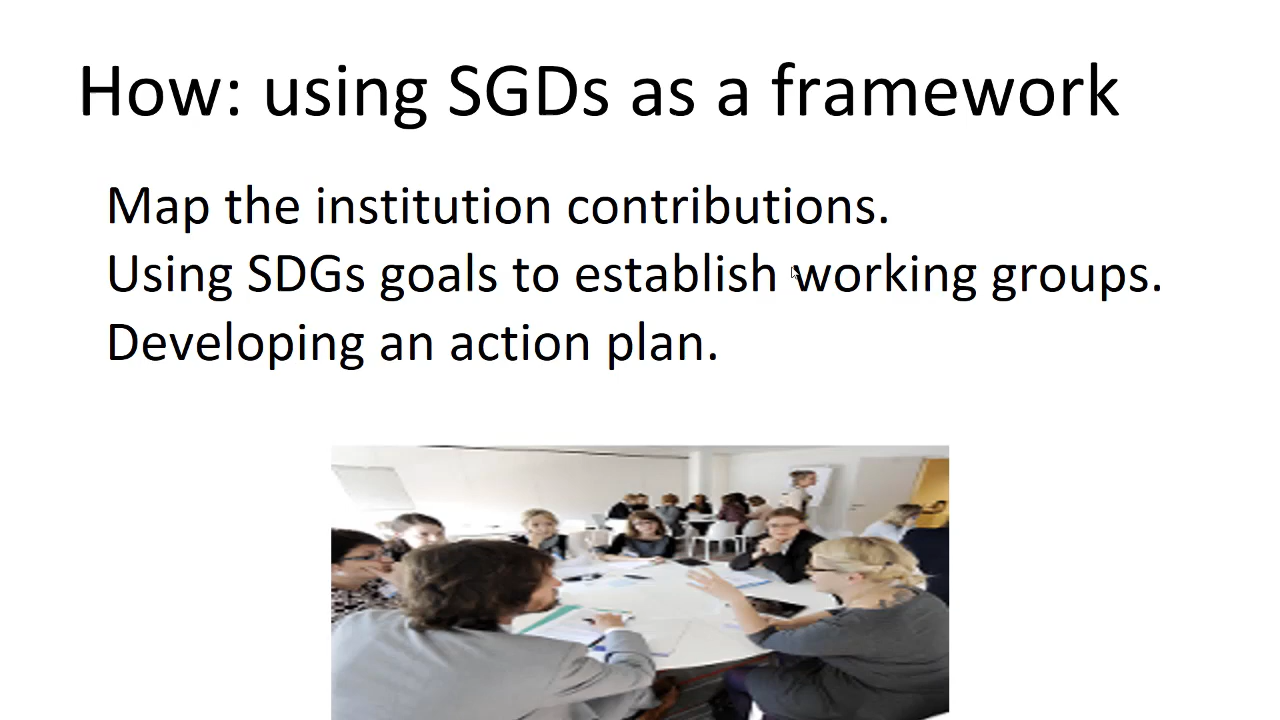 How: using SGDs as a framework
Map the institution contributions.
Using SDGs goals to establish working groups.
Developing an action plan.